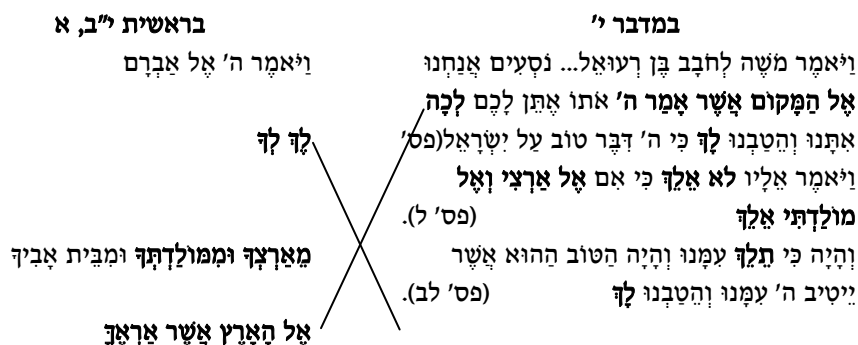 במדבר י'
וַיֹּאמֶר מֹשֶׁה לְחֹבָב בֶּן רְעוּאֵל... נֹסְעִים אֲנַחְנוּ
אֶל הַמָּקוֹם אֲשֶׁר אָמַר ה' אֹתוֹ אֶתֵּן לָכֶם לְכָה
אִתָּנוּ וְהֵטַבְנוּ לָךְ כִּי ה' דִּבֶּר טוֹב עַל יִשְׂרָאֵל(פס'
וַיֹּאמֶר אֵלָיו לֹא אֵלֵךְ כִּי אִם אֶל אַרְצִי וְאֶל
מוֹלַדְתִּי אֵלֵךְ (פס' ל).
וְהָיָה כִּי תֵלֵךְ עִמָּנוּ וְהָיָה הַטּוֹב הַהוּא אֲשֶׁר
יֵיטִיב ה' עִמָּנוּ וְהֵטַבְנוּ לָךְ (פס' לב).
בראשית י"ב, א
וַיֹּאמֶר ה' אֶל אַבְרָם
לֶךְ לְךָ
מֵאַרְצְךָ וּמִמּוֹלַדְתְּךָ וּמִבֵּית אָבִיךָ
אֶל הָאָרֶץ אֲשֶׁר אַרְאֶךָּ